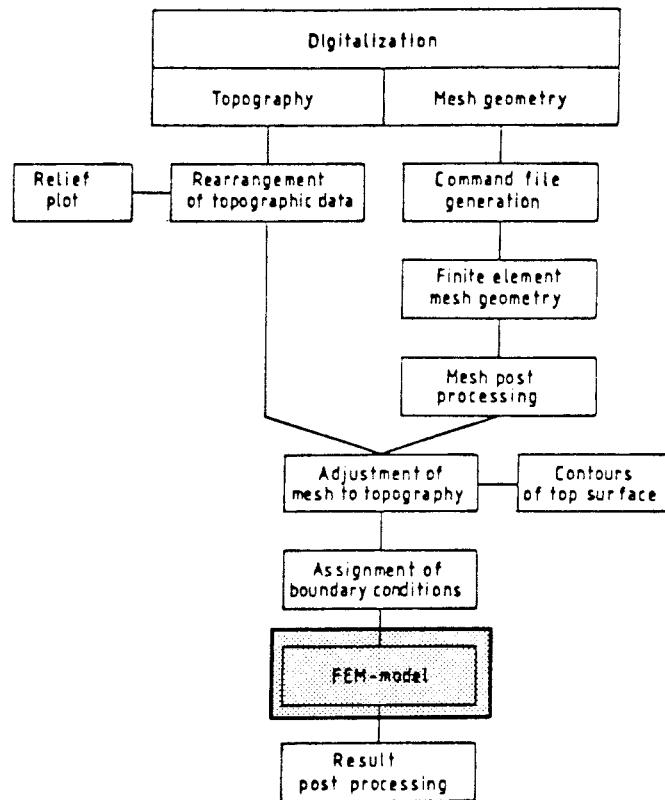 Digitalization
Topography
Mesh geometry
Relief
plot
Rearrangement
of topographic data
Command file
generation
Finite element
mesh geometry
Mesh post
processing
Adjustment of
mesh to topography
Contours
of top surface
Assignment of
boundary conditions
FEM-model
Result
post processing